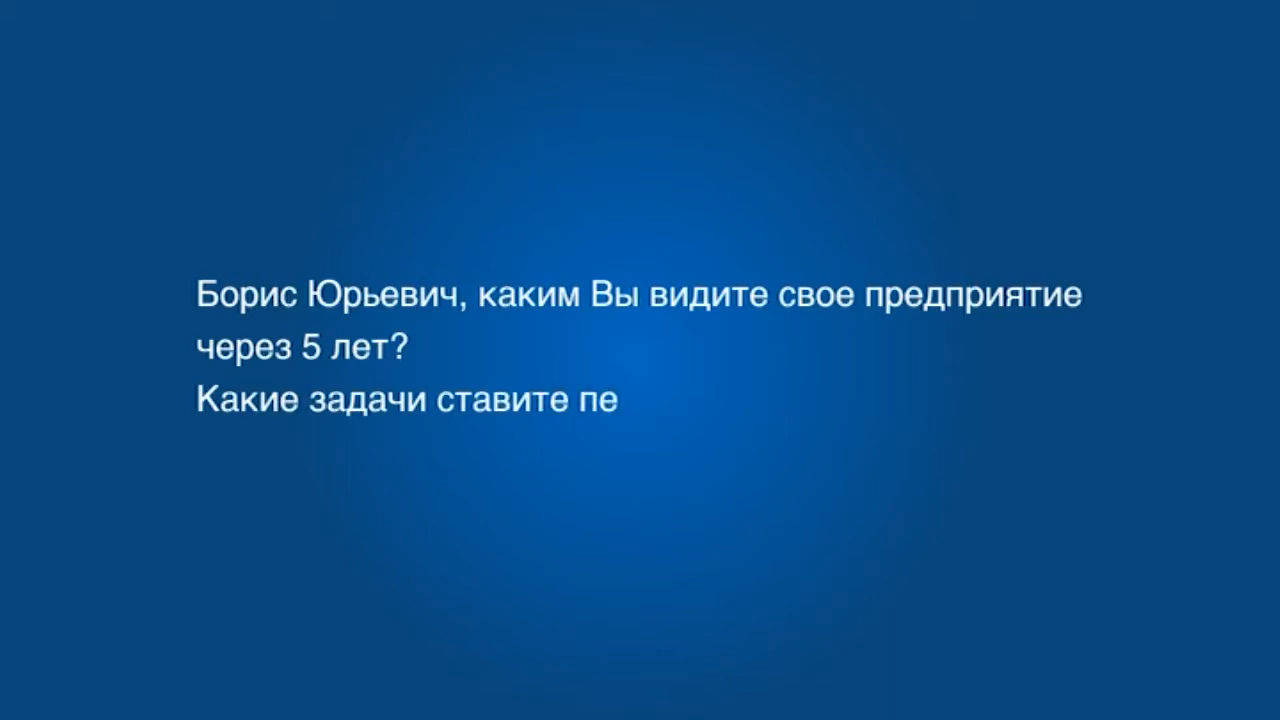 Борис Юрьевич, каким Вы видите свое предприятие
через 5 лет?
Какие задачи ставите пе